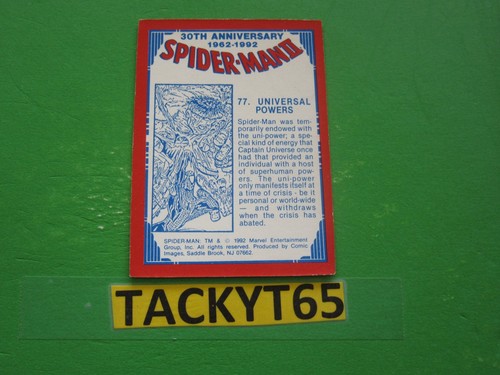 30TH ANNIVERSARY
1962-1992
SPIDER-MAN II
77. UNIVERSAL
POWERS
Spider-Man was tem-
porarily endowed with
the uni-power; a spe-
cial kind of energy that
Captain Universe once
had that provided an
individual with a host
of superhuman pow-
ers. The uni-power
only manifests itself at
a time of crisis - be it
personal or world-wide
— and withdraws
when the crisis has
abated.
SPIDER-MAN: TM & © 1992 Marvel Entertainment
Group, Inc. All rights reserved. Produced by Comic
Images, Saddle Brook, NJ 07662
TACKYT65